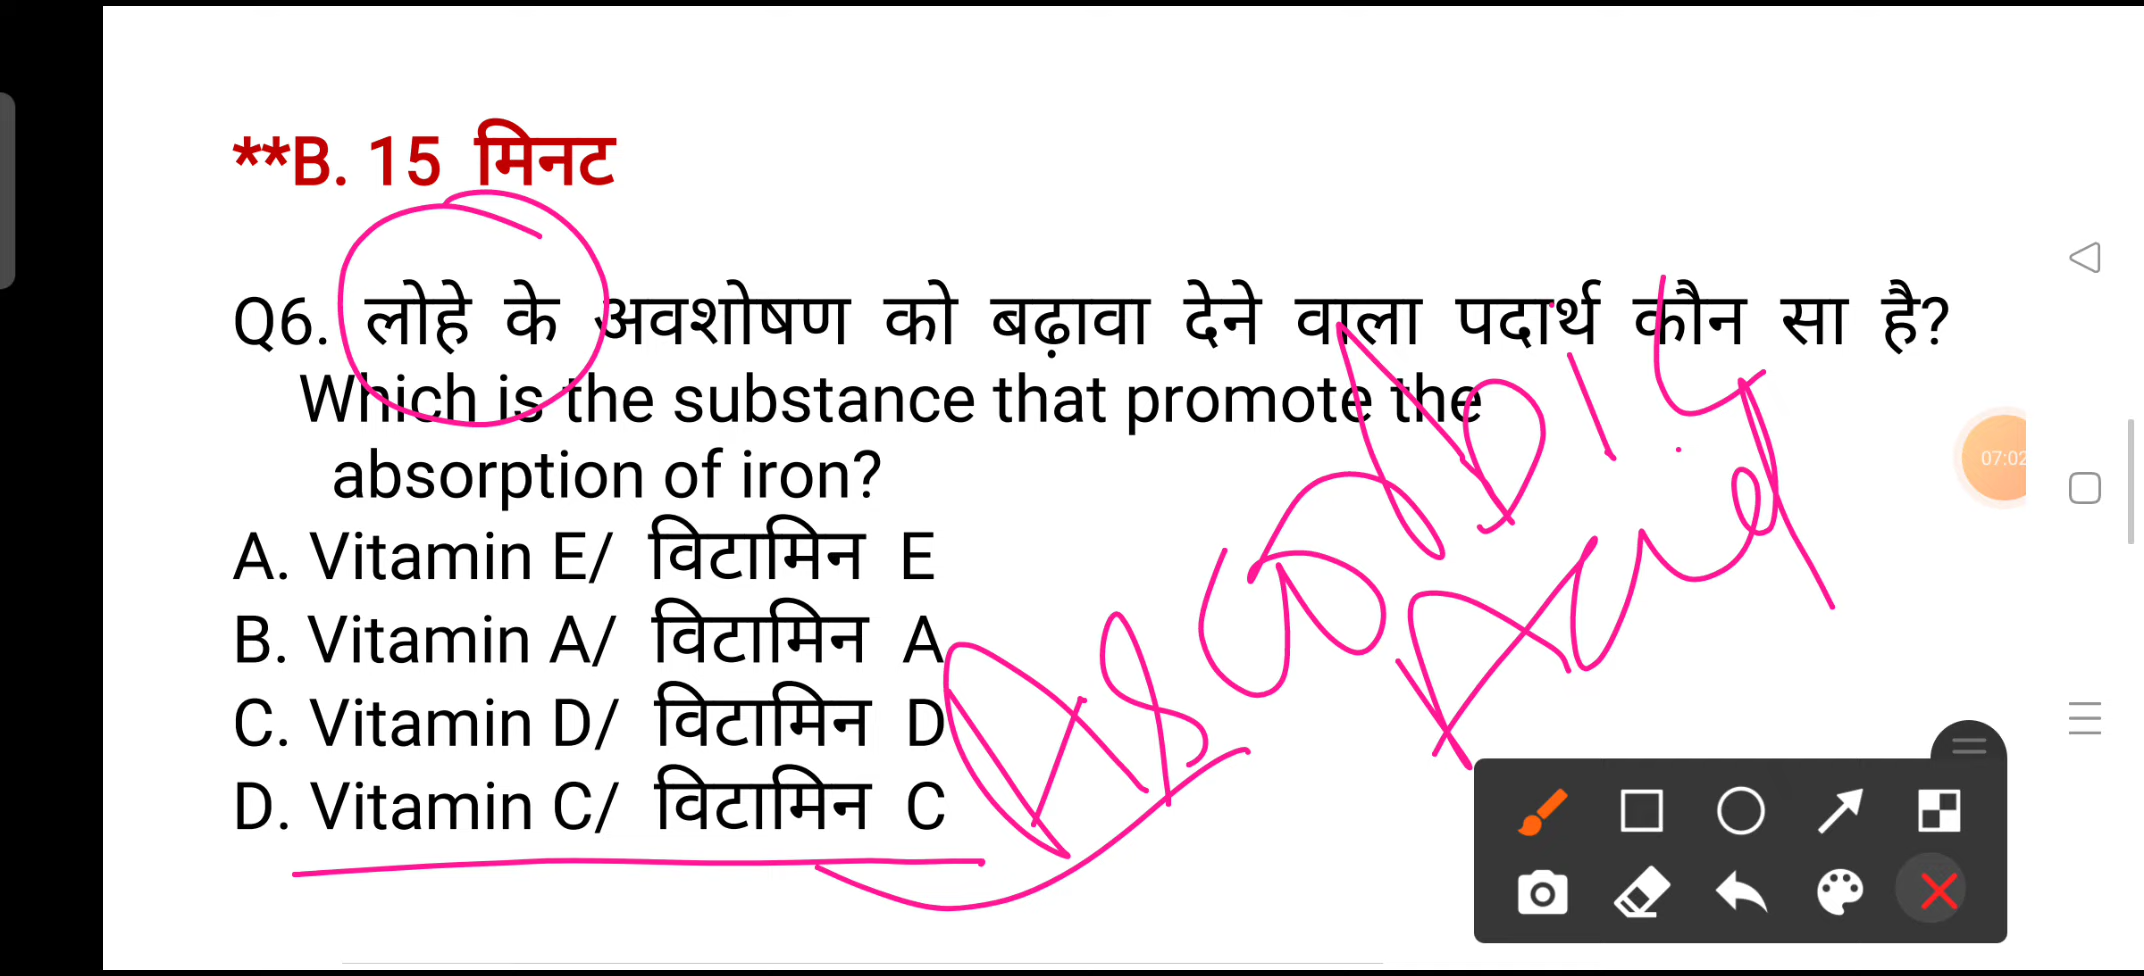 **B. 15 मिनट
Q6. लोहे के अवशोषण को बढ़ावा देने वाला पदार्थ कौन सा है?
Which is the substance that promote the
absorption of iron?
A. Vitamin E/ विटामिन E
B. Vitamin A/ विटामिन A
C. Vitamin D/ विटामिन D
D. Vitamin C/ विटामिन C
Acid
07:02